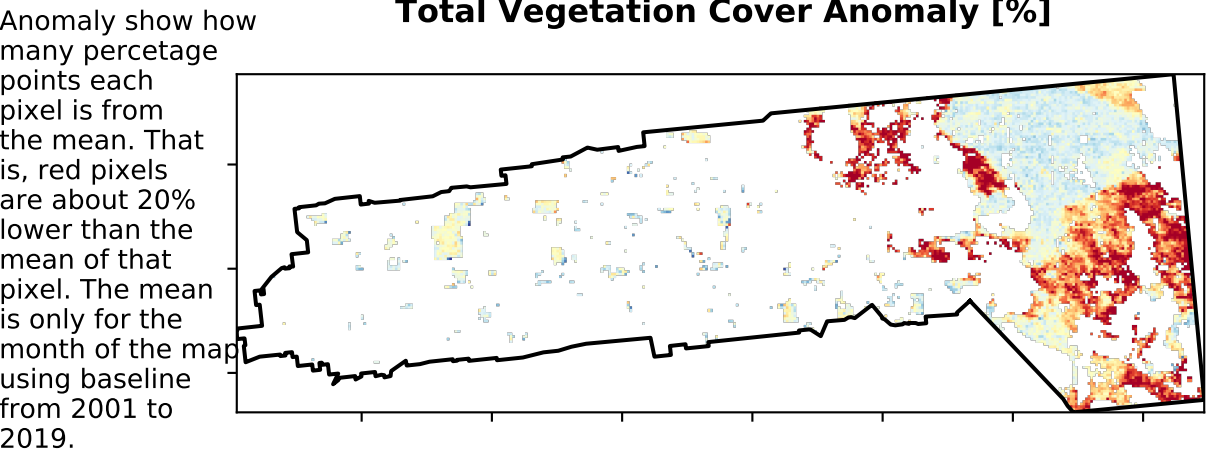 Total Vegetation Cover Anomaly [%]
Anomaly show how
many percetage
points each
pixel is from
the mean. That
is, red pixels
are about 20%
lower than the
mean of that
pixel. The mean
is only for the
month of the map
using baseline
from 2001 to
2019.